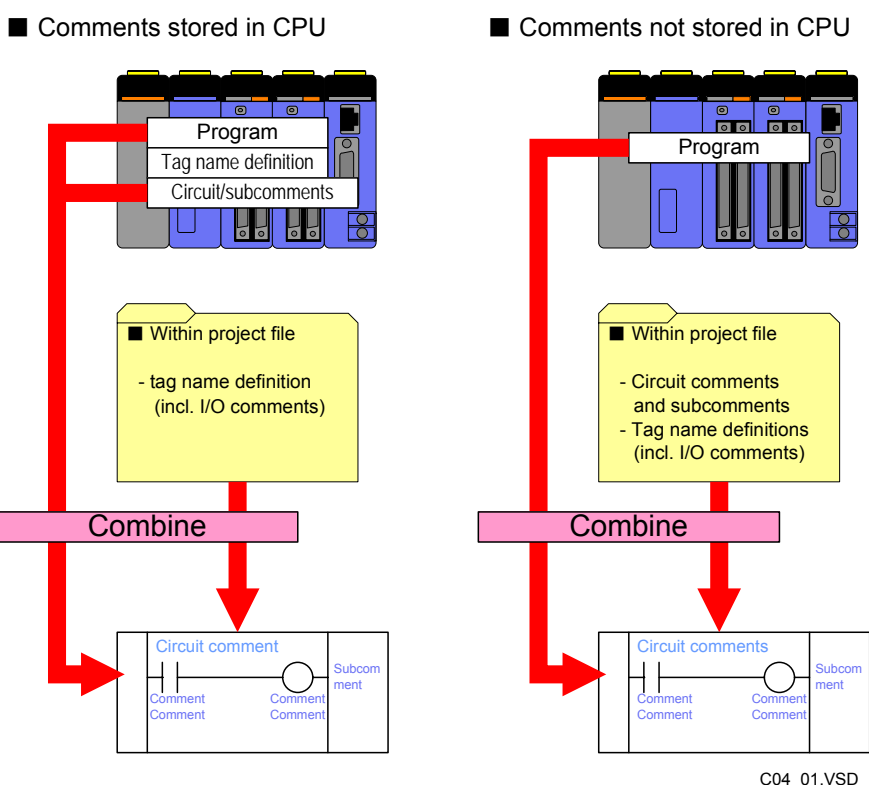 ■ Comments stored in CPU
Program
Tag name definition
Circuit/subcomments
■ Within project file
- tag name definition
(incl. I/O comments)
Combine
Circuit comment
Comment
Comment
Comment
Comment
Subcom
ment
■ Comments not stored in CPU
Program
■ Within project file
- Circuit comments
and subcomments
- Tag name definitions
(incl. I/O comments)
Combine
Circuit comments
Comment
Comment
Comment
Comment
Subcom
ment
C04_01.VSD